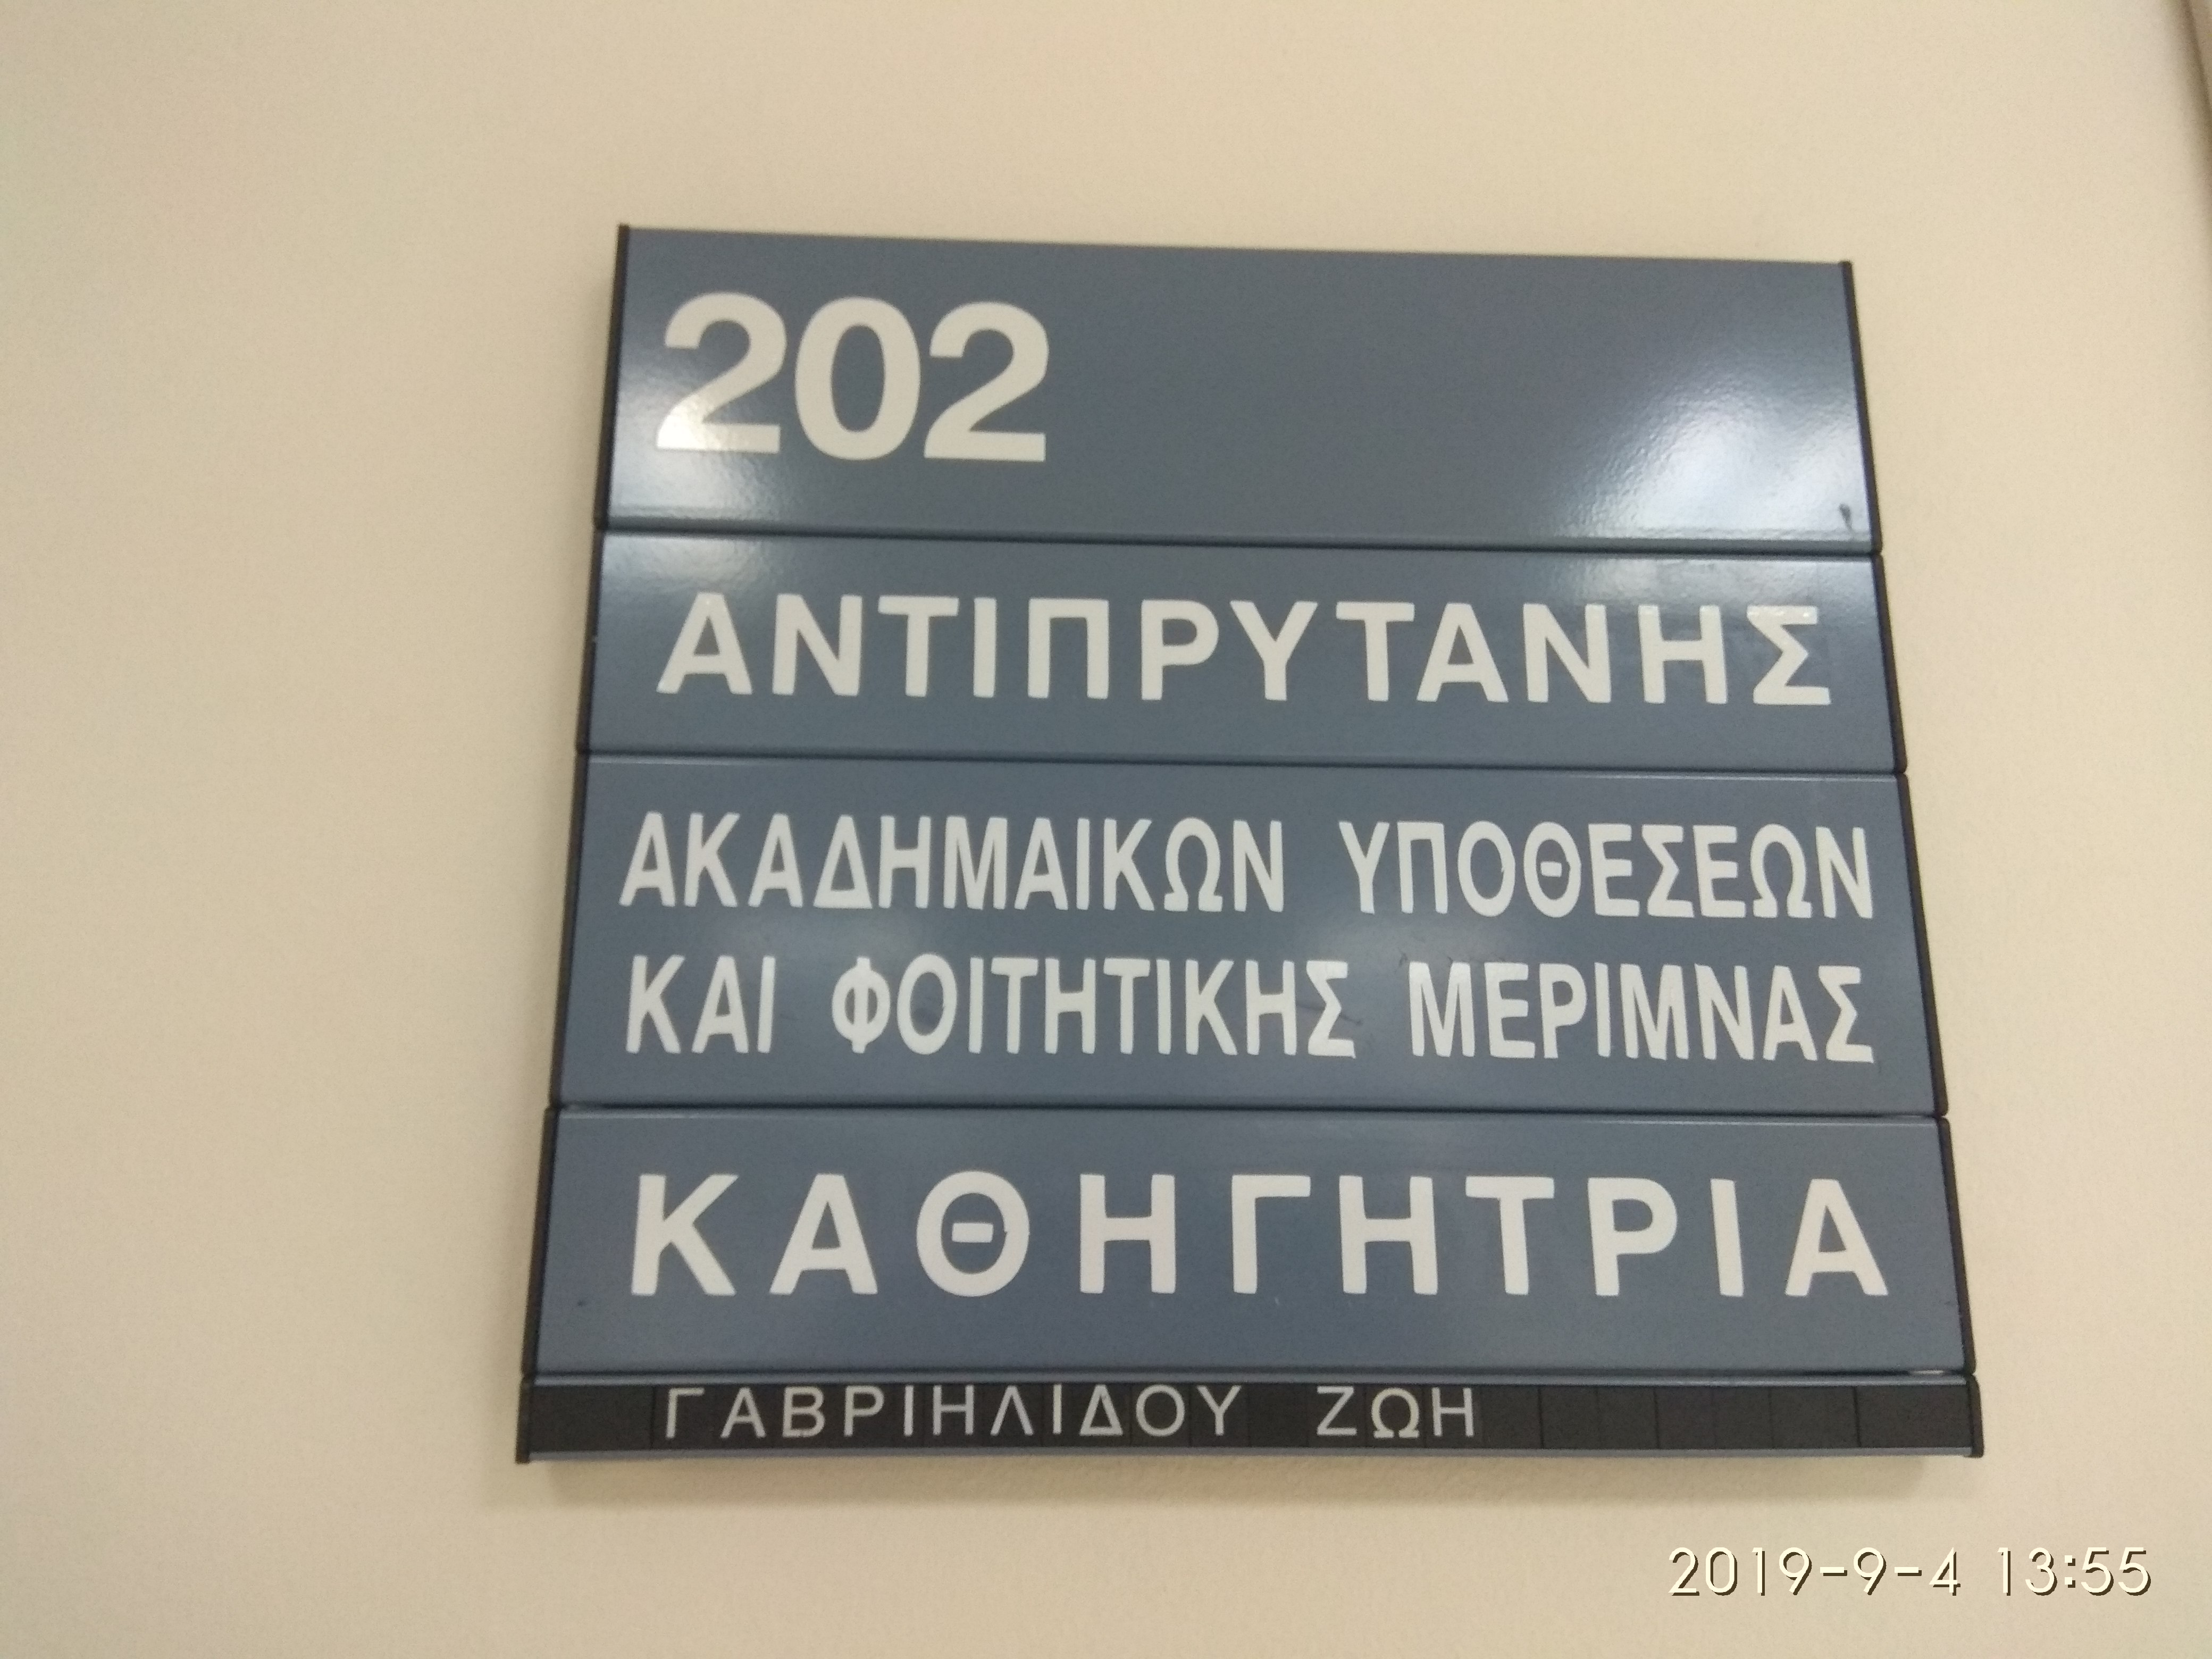 202
ΑΝΤΙΠΡΥΤΑΝΗΣ
ΑΚΑΔΗΜΑΙΚΩΝ ΥΠΟΘΕΣΕΩΝ
ΚΑΙ ΦΟΙΤΗΤΙΚΗΣ ΜΕΡΙΜΝΑΣ
ΚΑΘΗΓΗΤΡΙΑ
ΓΑΒΡΙΗΛΙΔΟΥ ΖΩΗ
2019-9-4 13:55